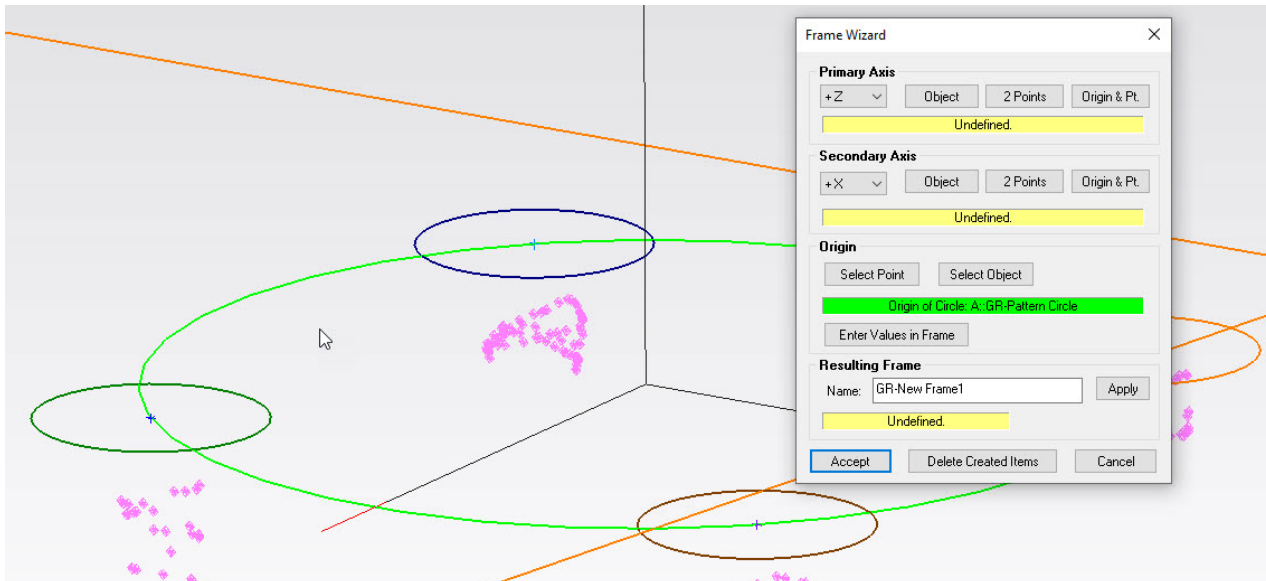 Frame Wizard
Primary Axis
+Z Object 2 Points Origin & Pt.
Undefined.
Secondary Axis
+X Object 2 Points Origin & Pt.
Undefined.
Origin
Select Point Select Object
Origin of Circle: A::GR-Pattern Circle
Enter Values in Frame
Resulting Frame
Name: GR-New Frame1 Apply
Undefined.
Accept Delete Created Items Cancel